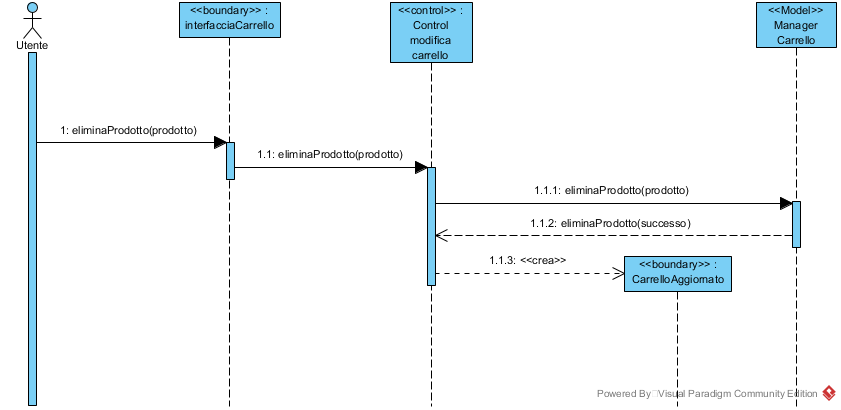 <<boundary>> :
interfacciaCarrello
<<control>> :
Control
modifica
carrello
<<Model>> :
Manager
Carrello
Utente
1: eliminaProdotto(prodotto)
1.1: eliminaProdotto(prodotto)
1.1.1: eliminaProdotto(prodotto)
1.1.2: eliminaProdotto(successo)
1.1.3: <<crea>>
<<boundary>> :
CarrelloAggiornato
Powered By Visual Paradigm Community Edition